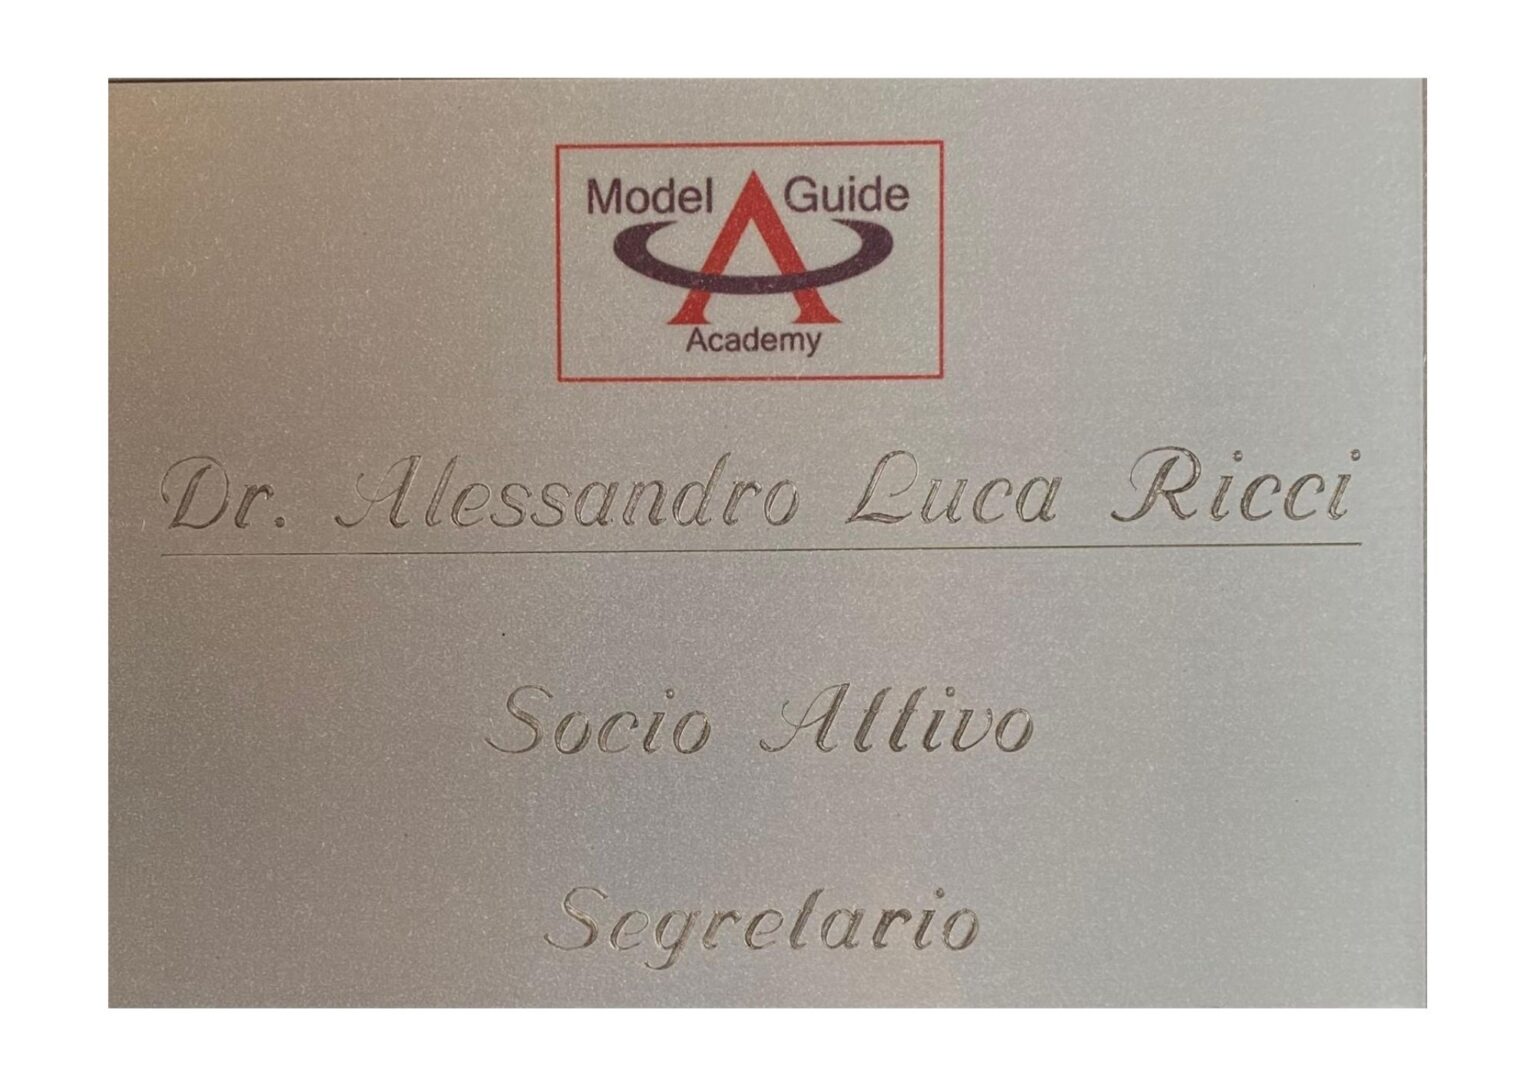 Model A Guide
Academy
Dr. Alessandro Luca Ricci
Socio Attivo
Segretario